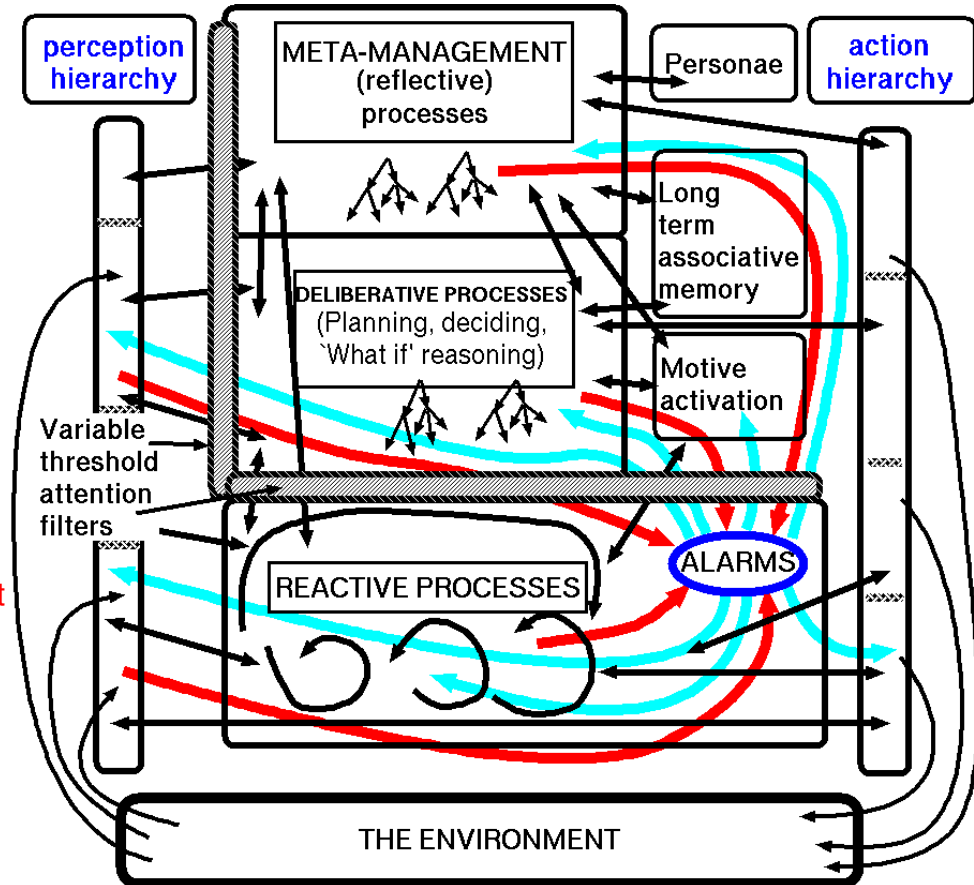 perception
hierarchy
META-MANAGEMENT
(reflective)
processes
Personae
action
hierarchy
Long
term
associative
memory
DELIBERATIVE PROCESSES
(Planning, deciding,
`What if' reasoning)
Motive
activation
Variable
threshold
attention
filters
REACTIVE PROCESSES
ALARMS
t
THE ENVIRONMENT